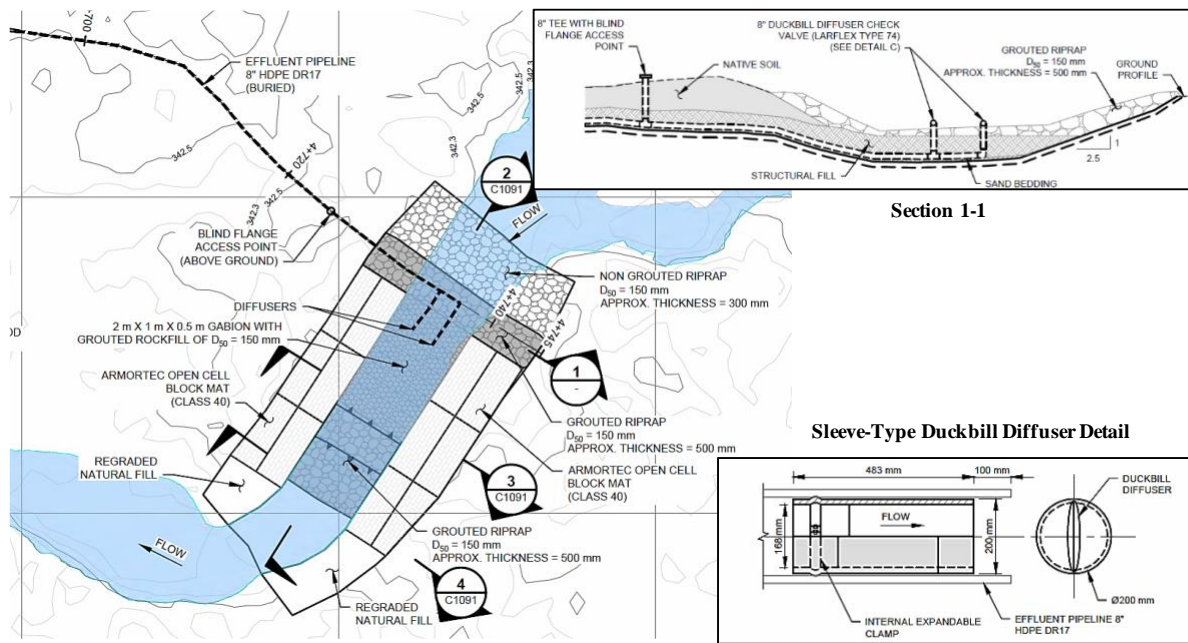 4+700
EFFLUENT PIPELINE
8" HDPE DR17
(BURIED)
342.5
342.5
342.5
342.3
342.3
342.5
342.3
4+720
BLIND FLANGE
ACCESS POINT
(ABOVE GROUND)
2
C1091
FLOW
NON GROUTED RIPRAP
D50 = 150 mm
APPROX. THICKNESS = 300 mm
4+740
4+745
DIFFUSERS
2 m X 1 m X 0.5 m GABION WITH
GROUTED ROCKFILL OF D50 = 150 mm
OD
ARMORTEC OPEN CELL
BLOCK MAT
(CLASS 40)
1
-
GROUTED RIPRAP
D50 = 150 mm
APPROX. THICKNESS = 500 mm
REGRADED
NATURAL FILL
3
C1091
ARMORTEC OPEN CELL
BLOCK MAT
(CLASS 40)
GROUTED RIPRAP
D50 = 150 mm
APPROX. THICKNESS = 500 mm
FLOW
4
C1091
REGRADED
NATURAL FILL
8" TEE WITH BLIND
FLANGE ACCESS
POINT
8" DUCKBILL DIFFUSER CHECK
VALVE (LARFLEX TYPE 74)
(SEE DETAIL C)
GROUTED RIPRAP
D50 = 150 mm
APPROX. THICKNESS = 500 mm
GROUND
PROFILE
NATIVE SOIL
1
2.5
STRUCTURAL FILL
SAND BEDDING
Section 1-1
Sleeve-Type Duckbill Diffuser Detail
483 mm
100 mm
DUCKBILL
DIFFUSER
FLOW
168 mm
200 mm
Ø200 mm
INTERNAL EXPANDABLE
CLAMP
EFFLUENT PIPELINE 8"
HDPE DR17